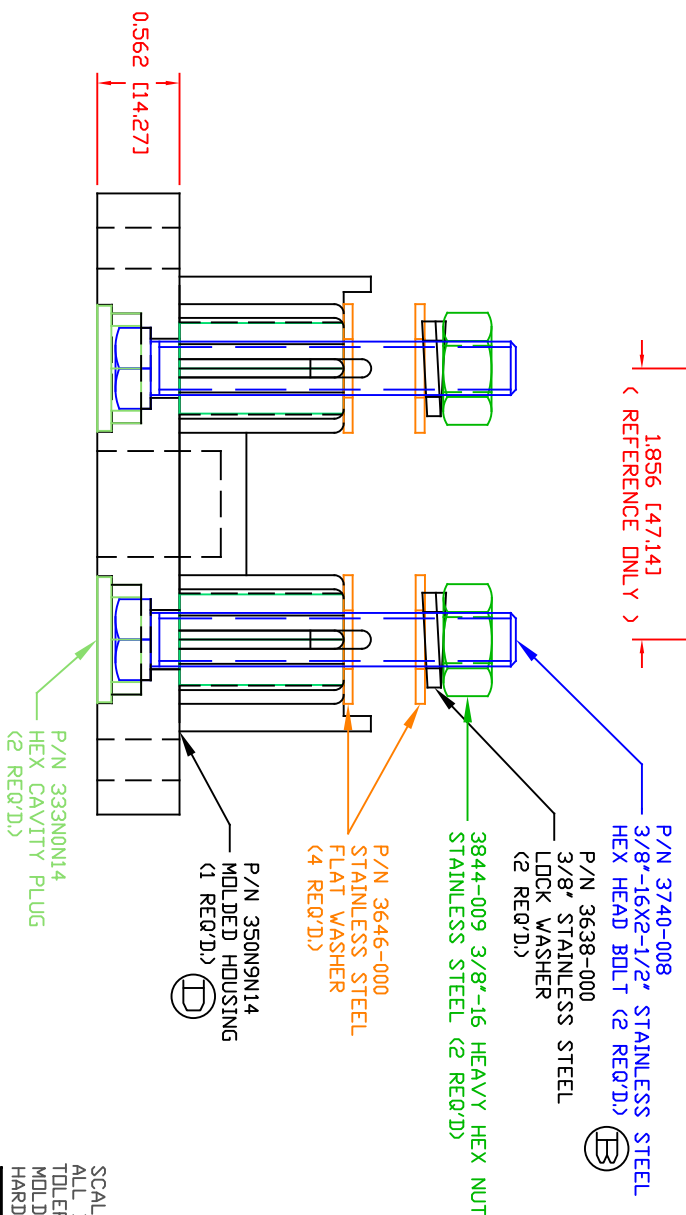 0.562 [14.27]
1.856 [47.14]
( REFERENCE ONLY )
P/N 3740-008
3/8"-16X2-1/2" STAINLESS STEEL
HEX HEAD BOLT (2 REQ'D.)
B
P/N 3638-000
3/8" STAINLESS STEEL
LOCK WASHER
(2 REQ'D.)
3844-009 3/8"-16 HEAVY HEX NUT
STAINLESS STEEL (2 REQ'D)
P/N 3646-000
STAINLESS STEEL
FLAT WASHER
(4 REQ'D.)
P/N 350N9N14
MOLDED HOUSING
(1 REQ'D.)
D
P/N 333N0N14
HEX CAVITY PLUG
(2 REQ'D.)
SCAL
ALL
TOLER
MOLD
HARD